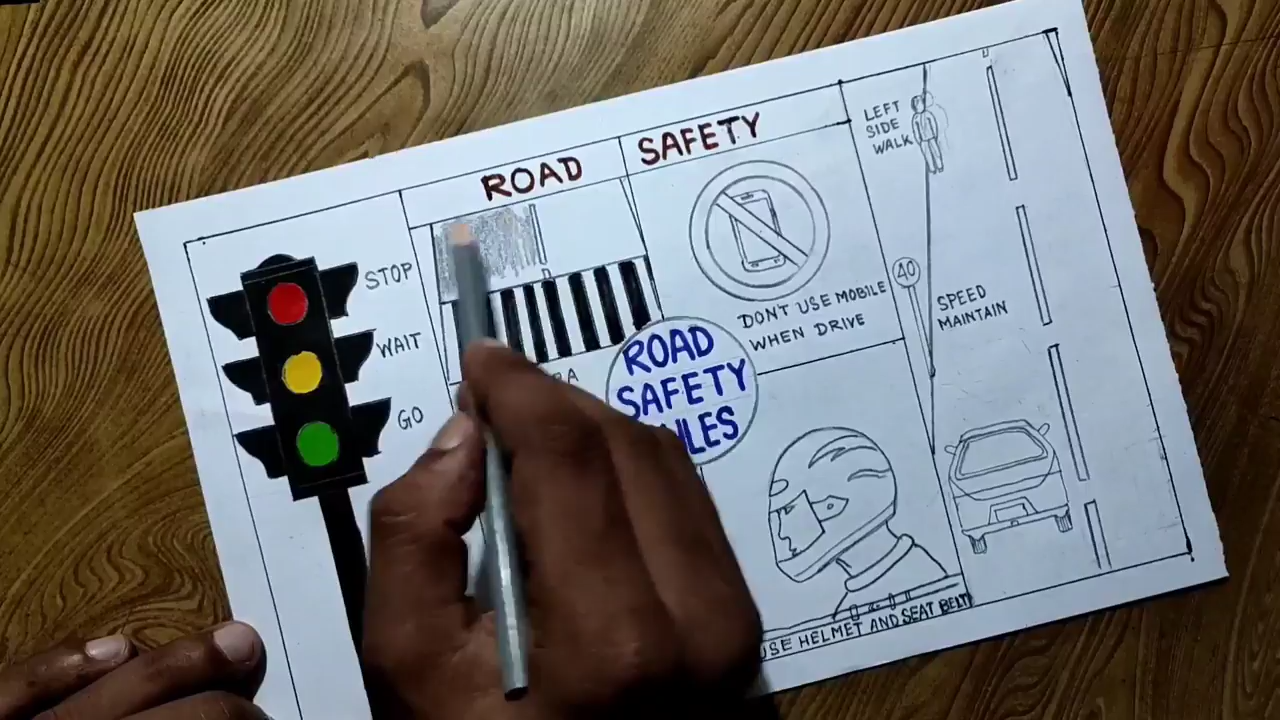 ROAD SAFETY
STOP
WAIT
GO
DONT USE MOBILE
WHEN DRIVE
ROAD
SAFETY
LEFT
SIDE
WALK
40
SPEED
MAINTAIN
USE HELMET AND SEAT BELT